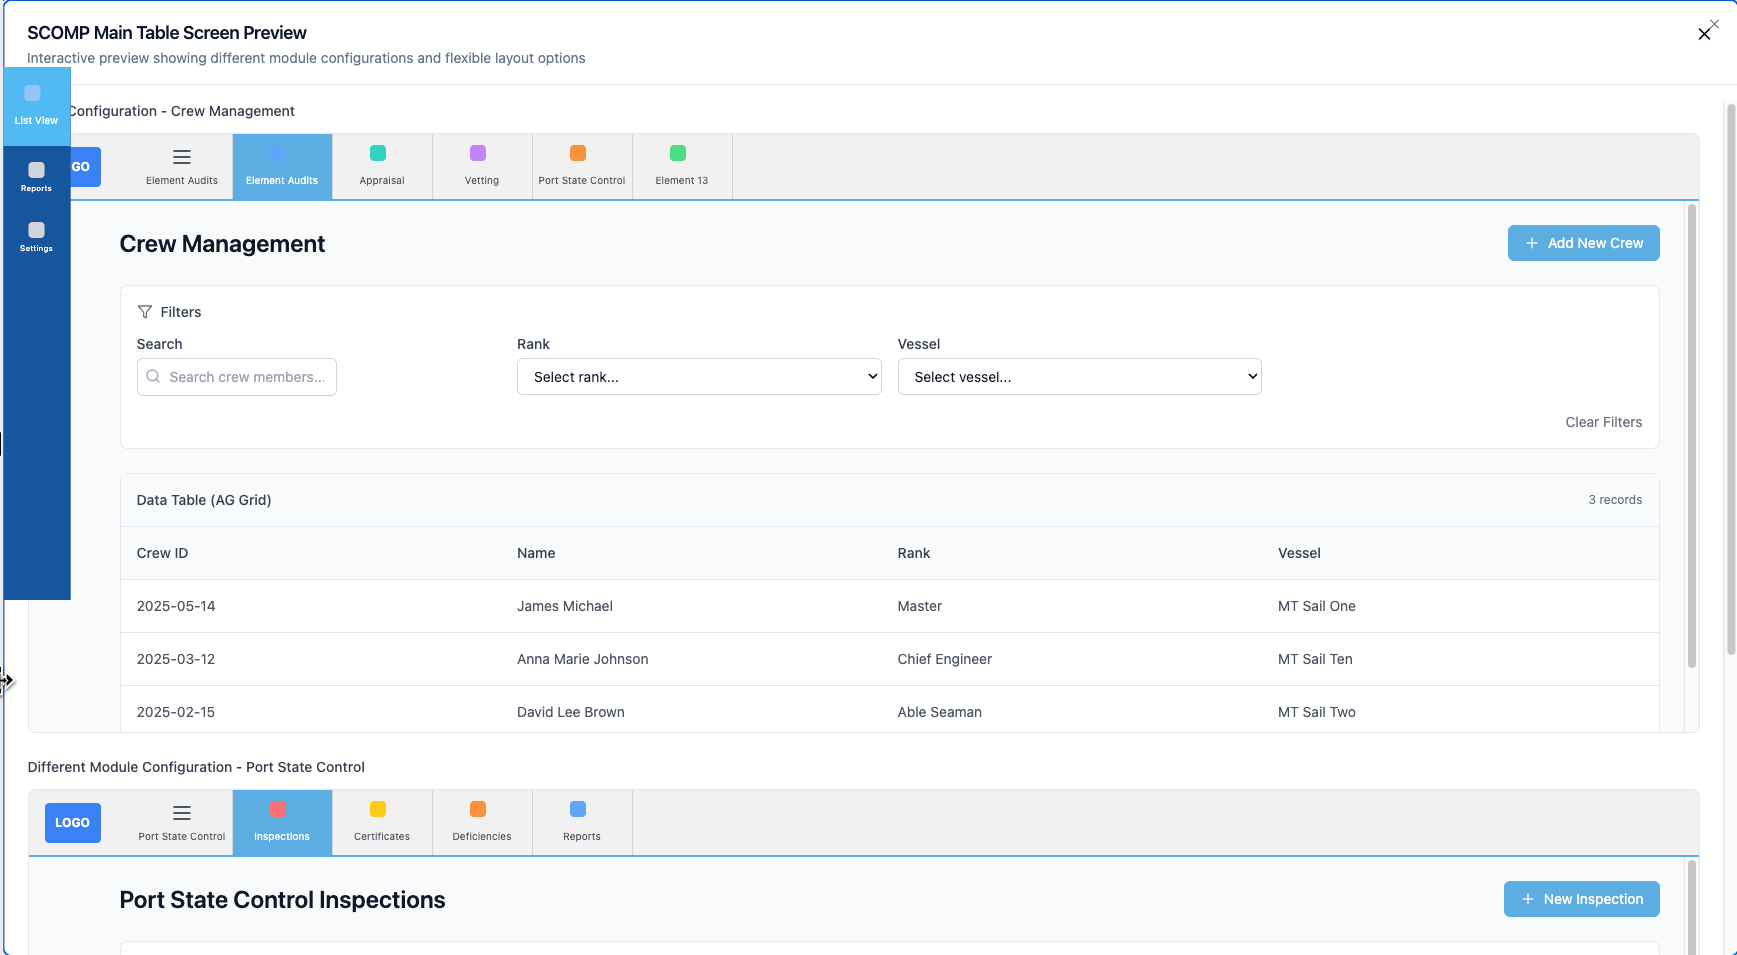 SCOMP Main Table Screen Preview
Interactive preview showing different module configurations and flexible layout options
Configuration - Crew Management
List View
Reports
Settings
GO
Element Audits
Element Audits
Appraisal
Vetting
Port State Control
Element 13
Crew Management
+ Add New Crew
Filters
Search
Rank
Vessel
Search crew members...
Select rank...
Select vessel...
Clear Filters
Data Table (AG Grid)
3 records
Crew ID Name Rank Vessel
2025-05-14 James Michael Master MT Sail One
2025-03-12 Anna Marie Johnson Chief Engineer MT Sail Ten
2025-02-15 David Lee Brown Able Seaman MT Sail Two
Different Module Configuration - Port State Control
LOGO
Port State Control
Inspections
Certificates
Deficiencies
Reports
Port State Control Inspections
+ New Inspection